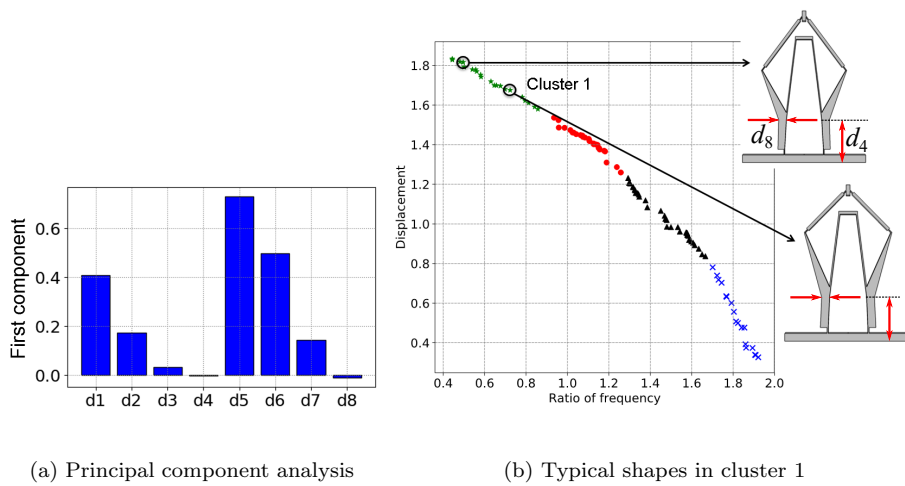 First component
0.6
0.4
0.2
0.0
d1 d2 d3 d4 d5 d6 d7 d8
(a) Principal component analysis
Displacement
1.8
1.6
1.4
1.2
1.0
0.8
0.6
0.4
0.4 0.6 0.8 1.0 1.2 1.4 1.6 1.8 2.0
Ratio of frequency
Cluster 1
d8 d4
(b) Typical shapes in cluster 1